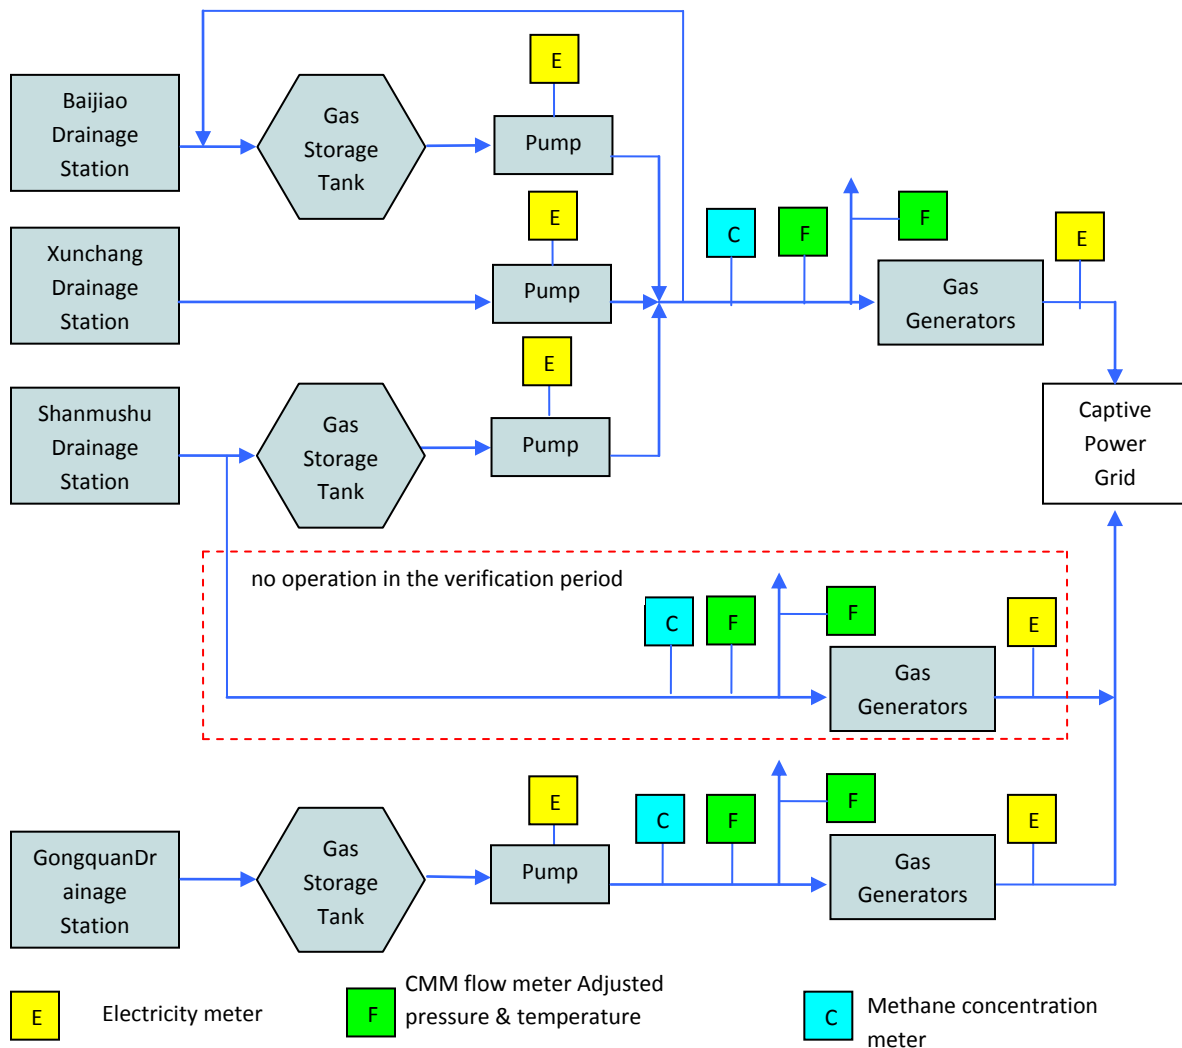 E
Baijiao
Drainage
Station
Gas
Storage
Tank
Pump
E
Xunchang
Drainage
Station
Pump
C
F
F
E
Gas
Generators
E
Shanmushu
Drainage
Station
Gas
Storage
Tank
Pump
Captive
Power
Grid
no operation in the verification period
C
F
F
E
Gas
Generators
E
GongquanDr
ainage
Station
Gas
Storage
Tank
Pump
C
F
F
E
Gas
Generators
E
Electricity meter
F
CMM flow meter Adjusted
pressure & temperature
C
Methane concentration
meter